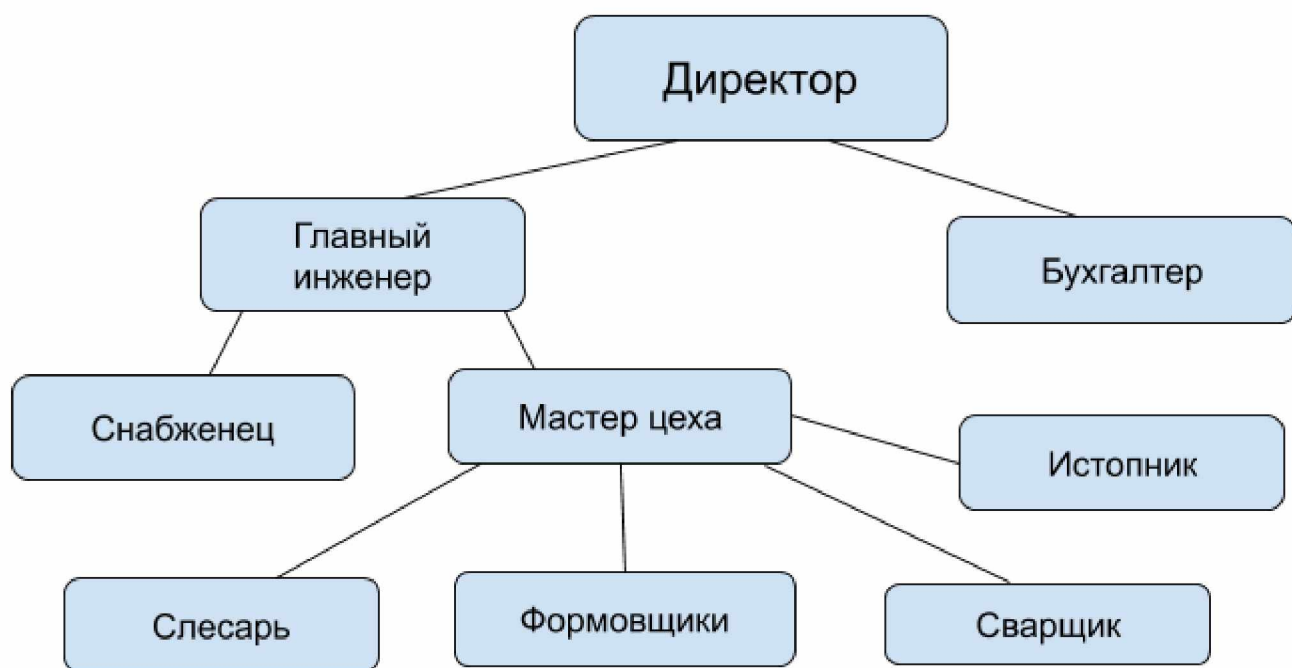 Директор
Главный
инженер
Бухгалтер
Снабженец
Мастер цеха
Истопник
Слесарь
Формовщики
Сварщик